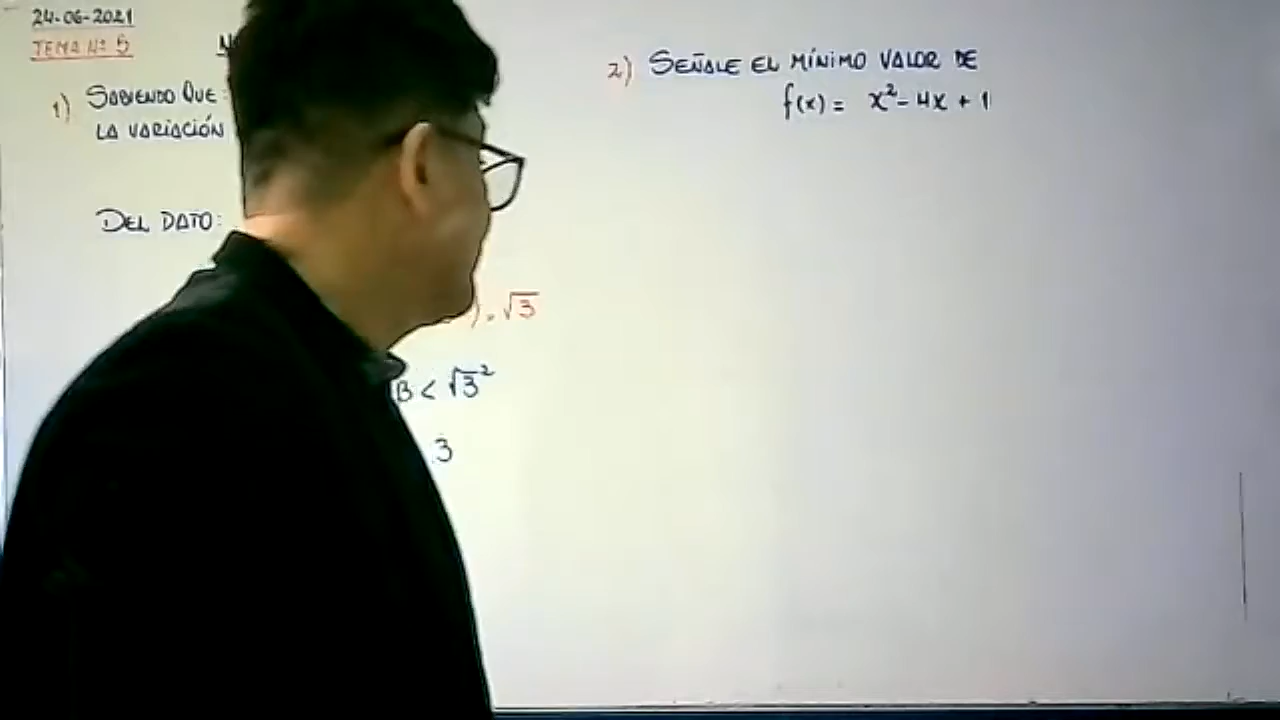 24-06-2021
TEMA Nº 5
1) SABIENDO QUE:
LA VARIACIÓN
DEL DATO:
) . √3
B < √3²
3
2) SEÑALE EL MÍNIMO VALOR DE
f(x) = x² - 4x + 1